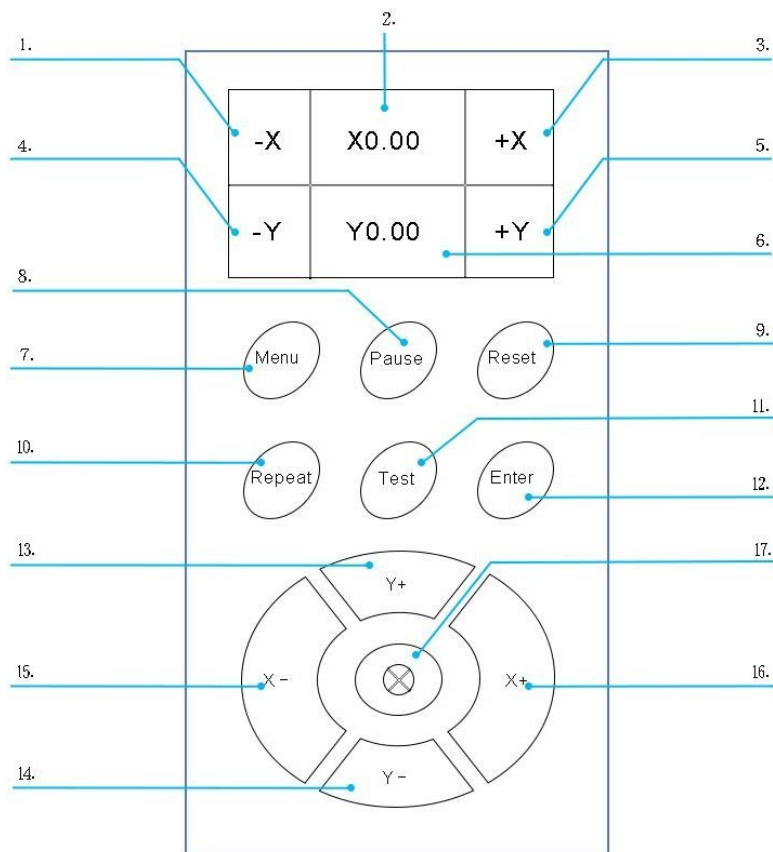 2.
1.
3.
-X X0.00 +X
4.
5.
-Y Y0.00 +Y
6.
8.
9.
7.
Menu Pause Reset
11.
10.
Repeat Test Enter
12.
13.
17.
Y+
15.
X- X+
16.
Y-
14.